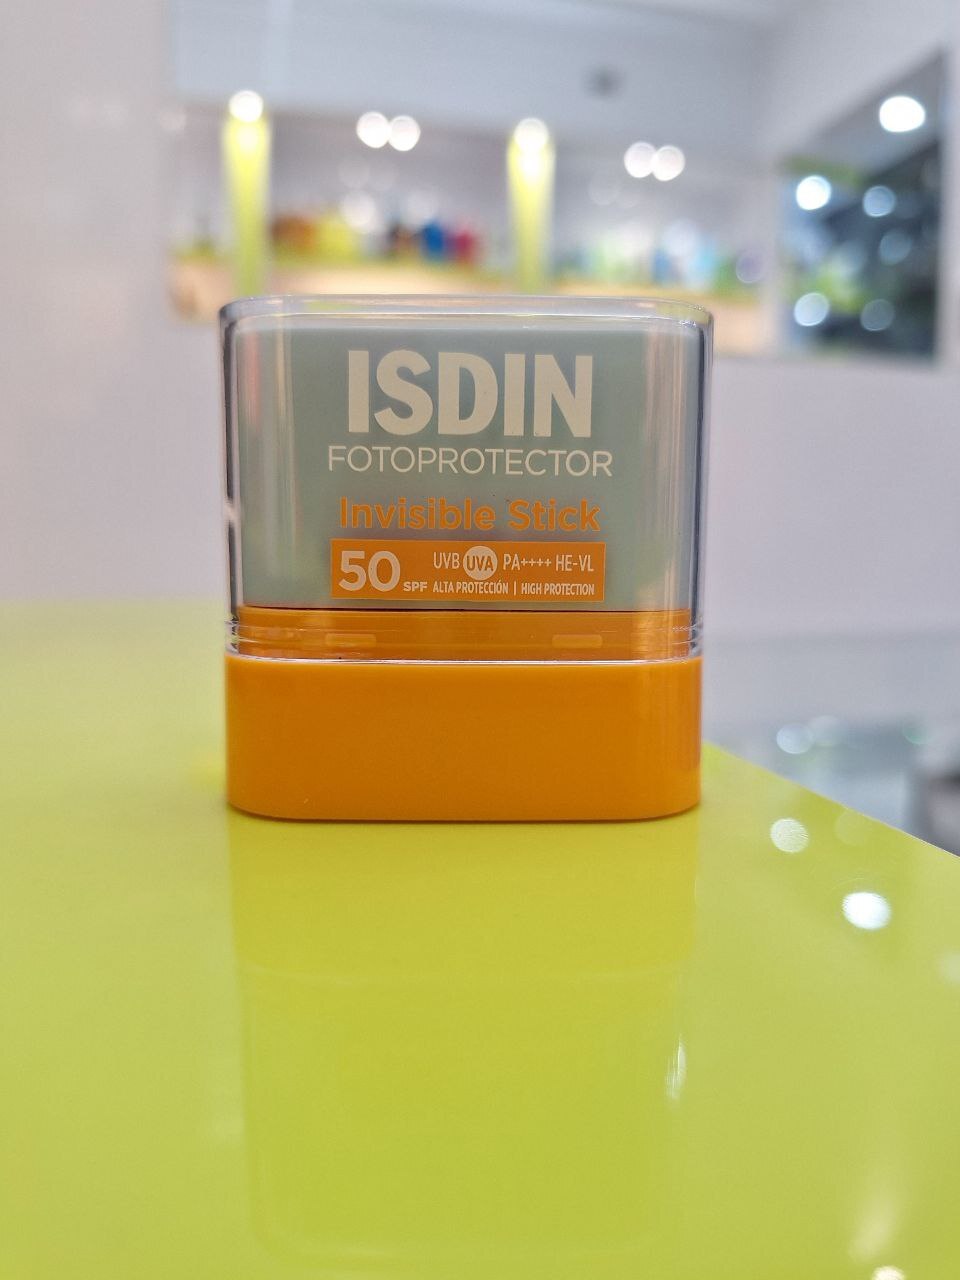 ISDIN
FOTOPROTECTOR
Invisible Stick
50 SPF UVB UVA PA++++ HE-VL
ALTA PROTECCIÓN | HIGH PROTECTION